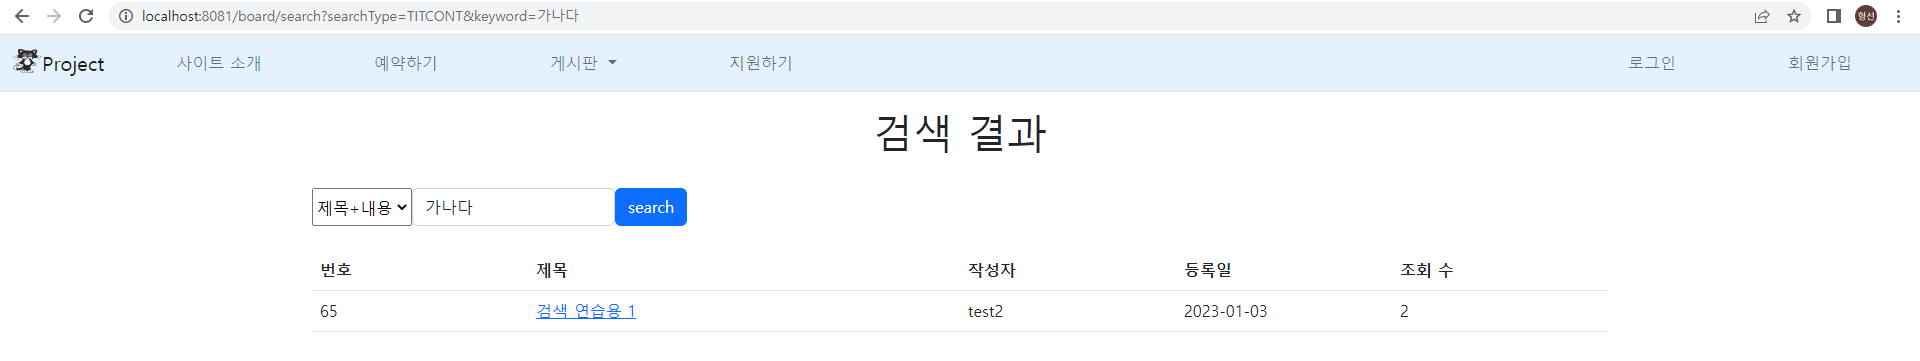 localhost:8081/board/search?searchType=TITCONT&keyword=가나다
형선
Project 사이트 소개 예약하기 게시판 지원하기 로그인 회원가입
검색 결과
제목+내용 가나다 search
번호 제목 작성자 등록일 조회 수
65 검색 연습용 1 test2 2023-01-03 2